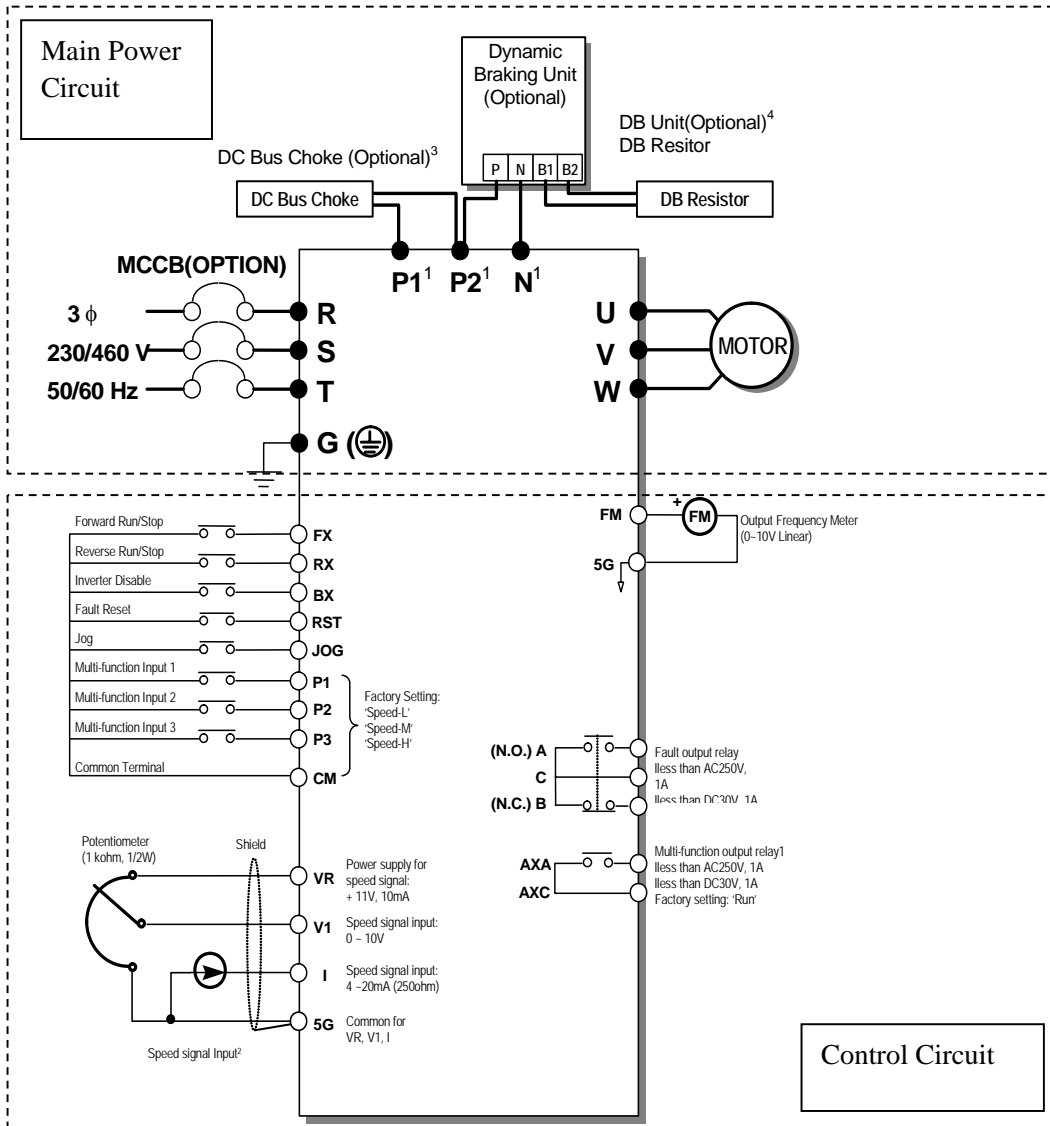 Main Power
Circuit
Dynamic
Braking Unit
(Optional)
P N B1 B2
DB Unit(Optional)4
DB Resitor
DC Bus Choke (Optional)3
DC Bus Choke
DB Resistor
MCCB(OPTION)
P11 P21 N1
3 ϕ
230/460 V
50/60 Hz
R
S
T
G ( )
U
V
W
MOTOR
Forward Run/Stop
FX
Reverse Run/Stop
RX
Inverter Disable
BX
Fault Reset
RST
Jog
JOG
Multi-function Input 1
P1
Multi-function Input 2
P2
Multi-function Input 3
P3
Common Terminal
CM
Factory Setting:
'Speed-L'
'Speed-M'
'Speed-H'
FM
+
FM
Output Frequency Meter
(0~10V Linear)
5G
(N.O.) A
C
(N.C.) B
Fault output relay
lless than AC250V,
1A
lless than DC30V, 1A
AXA
AXC
Multi-function output relay1
lless than AC250V, 1A
lless than DC30V, 1A
Factory setting: 'Run'
Potentiometer
(1 kohm, 1/2W)
Shield
VR
Power supply for
speed signal:
+ 11V, 10mA
V1
Speed signal input:
0 ~ 10V
I
Speed signal input:
4 ~20mA (250ohm)
5G
Common for
VR, V1, I
Speed signal Input2
Control Circuit